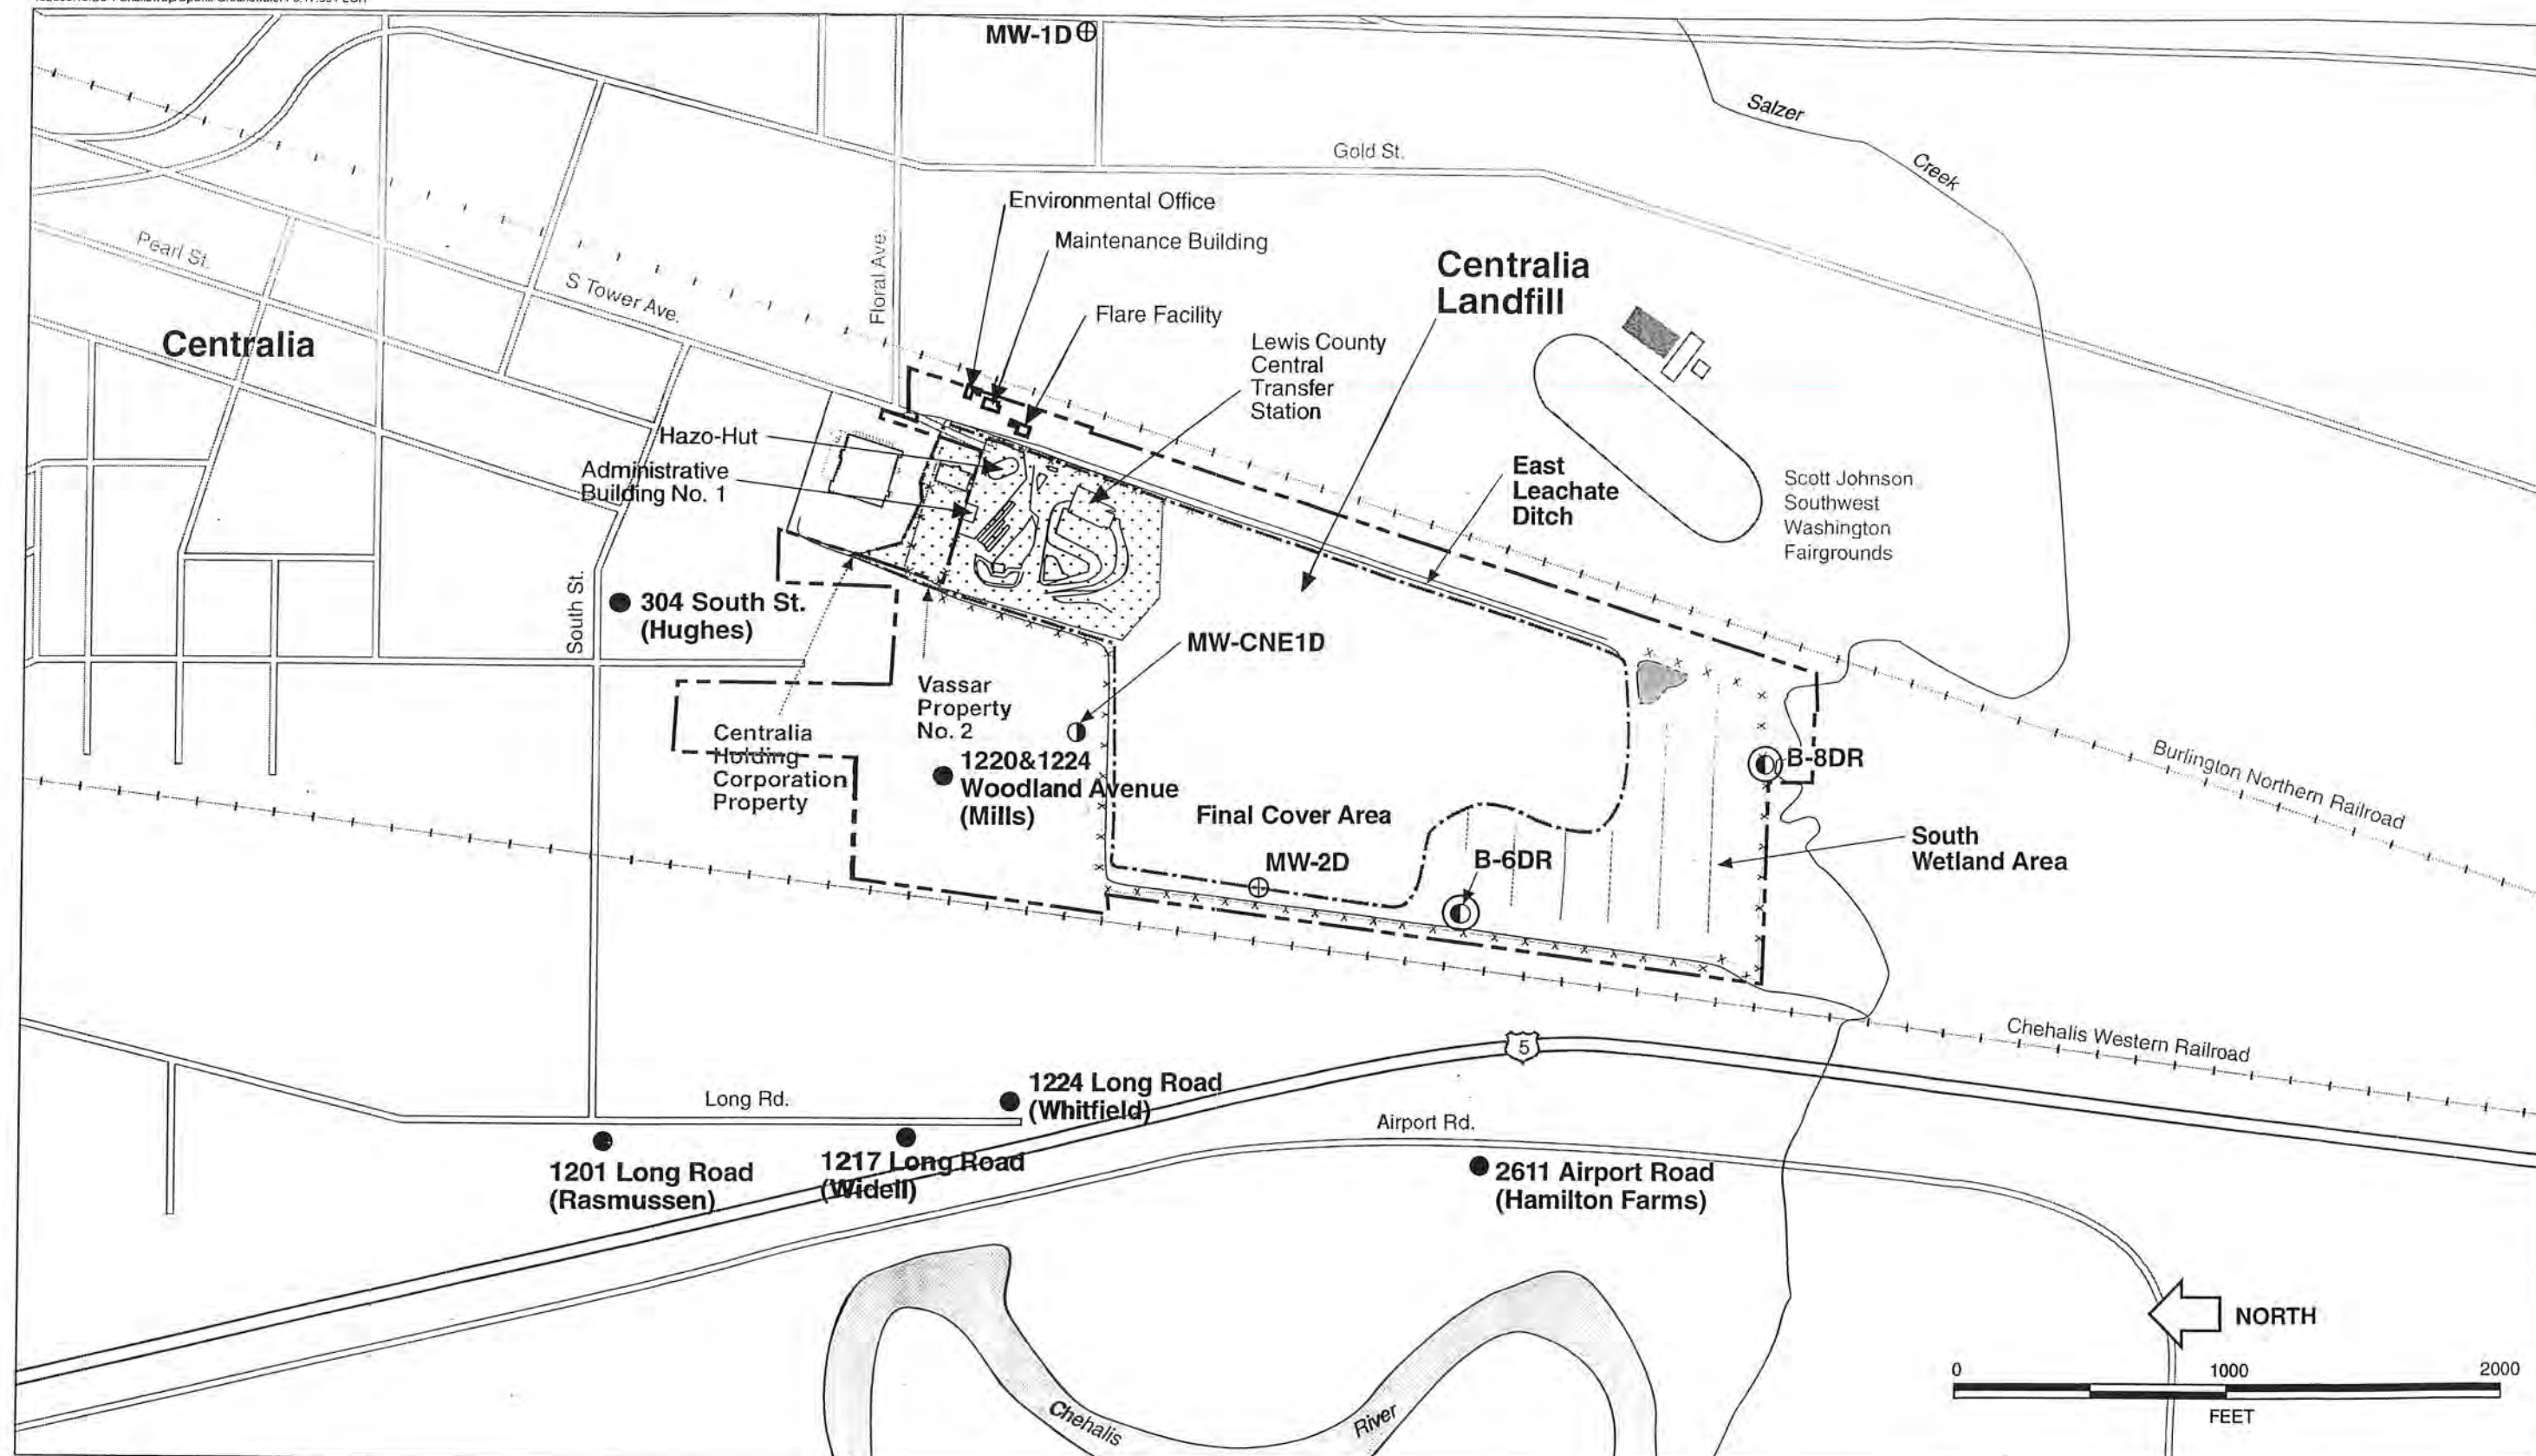 MW-1D
Salzer
Creek
Gold St.
Environmental Office
Maintenance Building
Pearl St.
S Tower Ave.
Floral Ave.
Centralia
Landfill
Flare Facility
Centralia
Lewis County
Central
Transfer
Station
Hazo-Hut
Administrative
Building No. 1
East
Leachate
Ditch
Scott Johnson
Southwest
Washington
Fairgrounds
South St.
304 South St.
(Hughes)
MW-CNE1D
Vassar
Property
No. 2
Centralia
Holding
Corporation
Property
1220&1224
Woodland Avenue
(Mills)
B-8DR
Burlington Northern Railroad
Final Cover Area
MW-2D
B-6DR
South
Wetland Area
Chehalis Western Railroad
5
1224 Long Road
(Whitfield)
Long Rd.
Airport Rd.
1201 Long Road
(Rasmussen)
1217 Long Road
(Widell)
2611 Airport Road
(Hamilton Farms)
NORTH
0 1000 2000
FEET
Chehalis
River